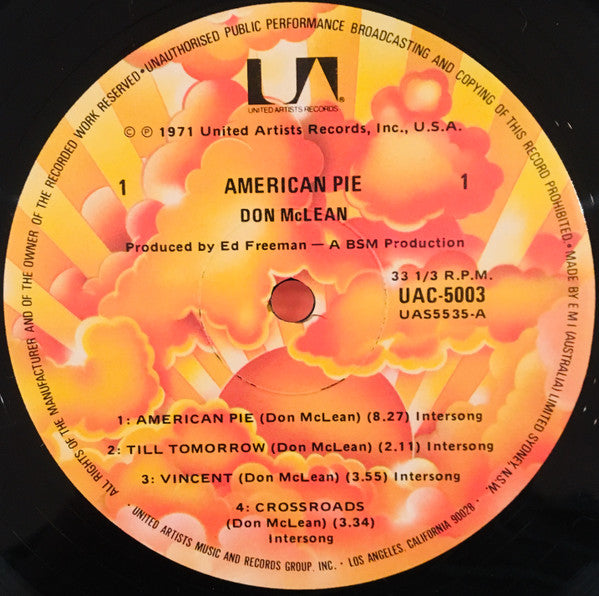 ALL RIGHTS OF THE MANUFACTURER AND OF THE OWNER OF THE RECORDED WORK RESERVED • UNAUTHORISED PUBLIC PERFORMANCE BROADCASTING AND COPYING OF THIS RECORD PROHIBITED • MADE BY EMI (AUSTRALIA) LIMITED SYDNEY, N.S.W. •
UA
UNITED ARTISTS RECORDS ®
© ℗ 1971 United Artists Records, Inc., U.S.A.
1 AMERICAN PIE 1
DON McLEAN
Produced by Ed Freeman — A BSM Production
33 1/3 R.P.M.
UAC-5003
UAS5535-A
1: AMERICAN PIE (Don McLean) (8.27) Intersong
2: TILL TOMORROW (Don McLean) (2.11) Intersong
3: VINCENT (Don McLean) (3.55) Intersong
4: CROSSROADS
(Don McLean) (3.34)
Intersong
• UNITED ARTISTS MUSIC AND RECORDS GROUP, INC. • LOS ANGELES, CALIFORNIA 90028 •